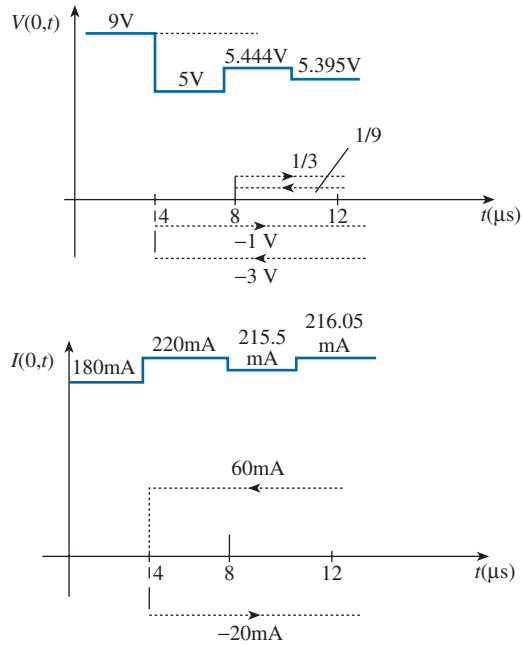 V(0,t)
9V
5V
5.444V
5.395V
1/9
1/3
4
8
12
t(μs)
−1 V
−3 V
I(0,t)
180mA
220mA
215.5
mA
216.05
mA
60mA
4
8
12
t(μs)
−20mA